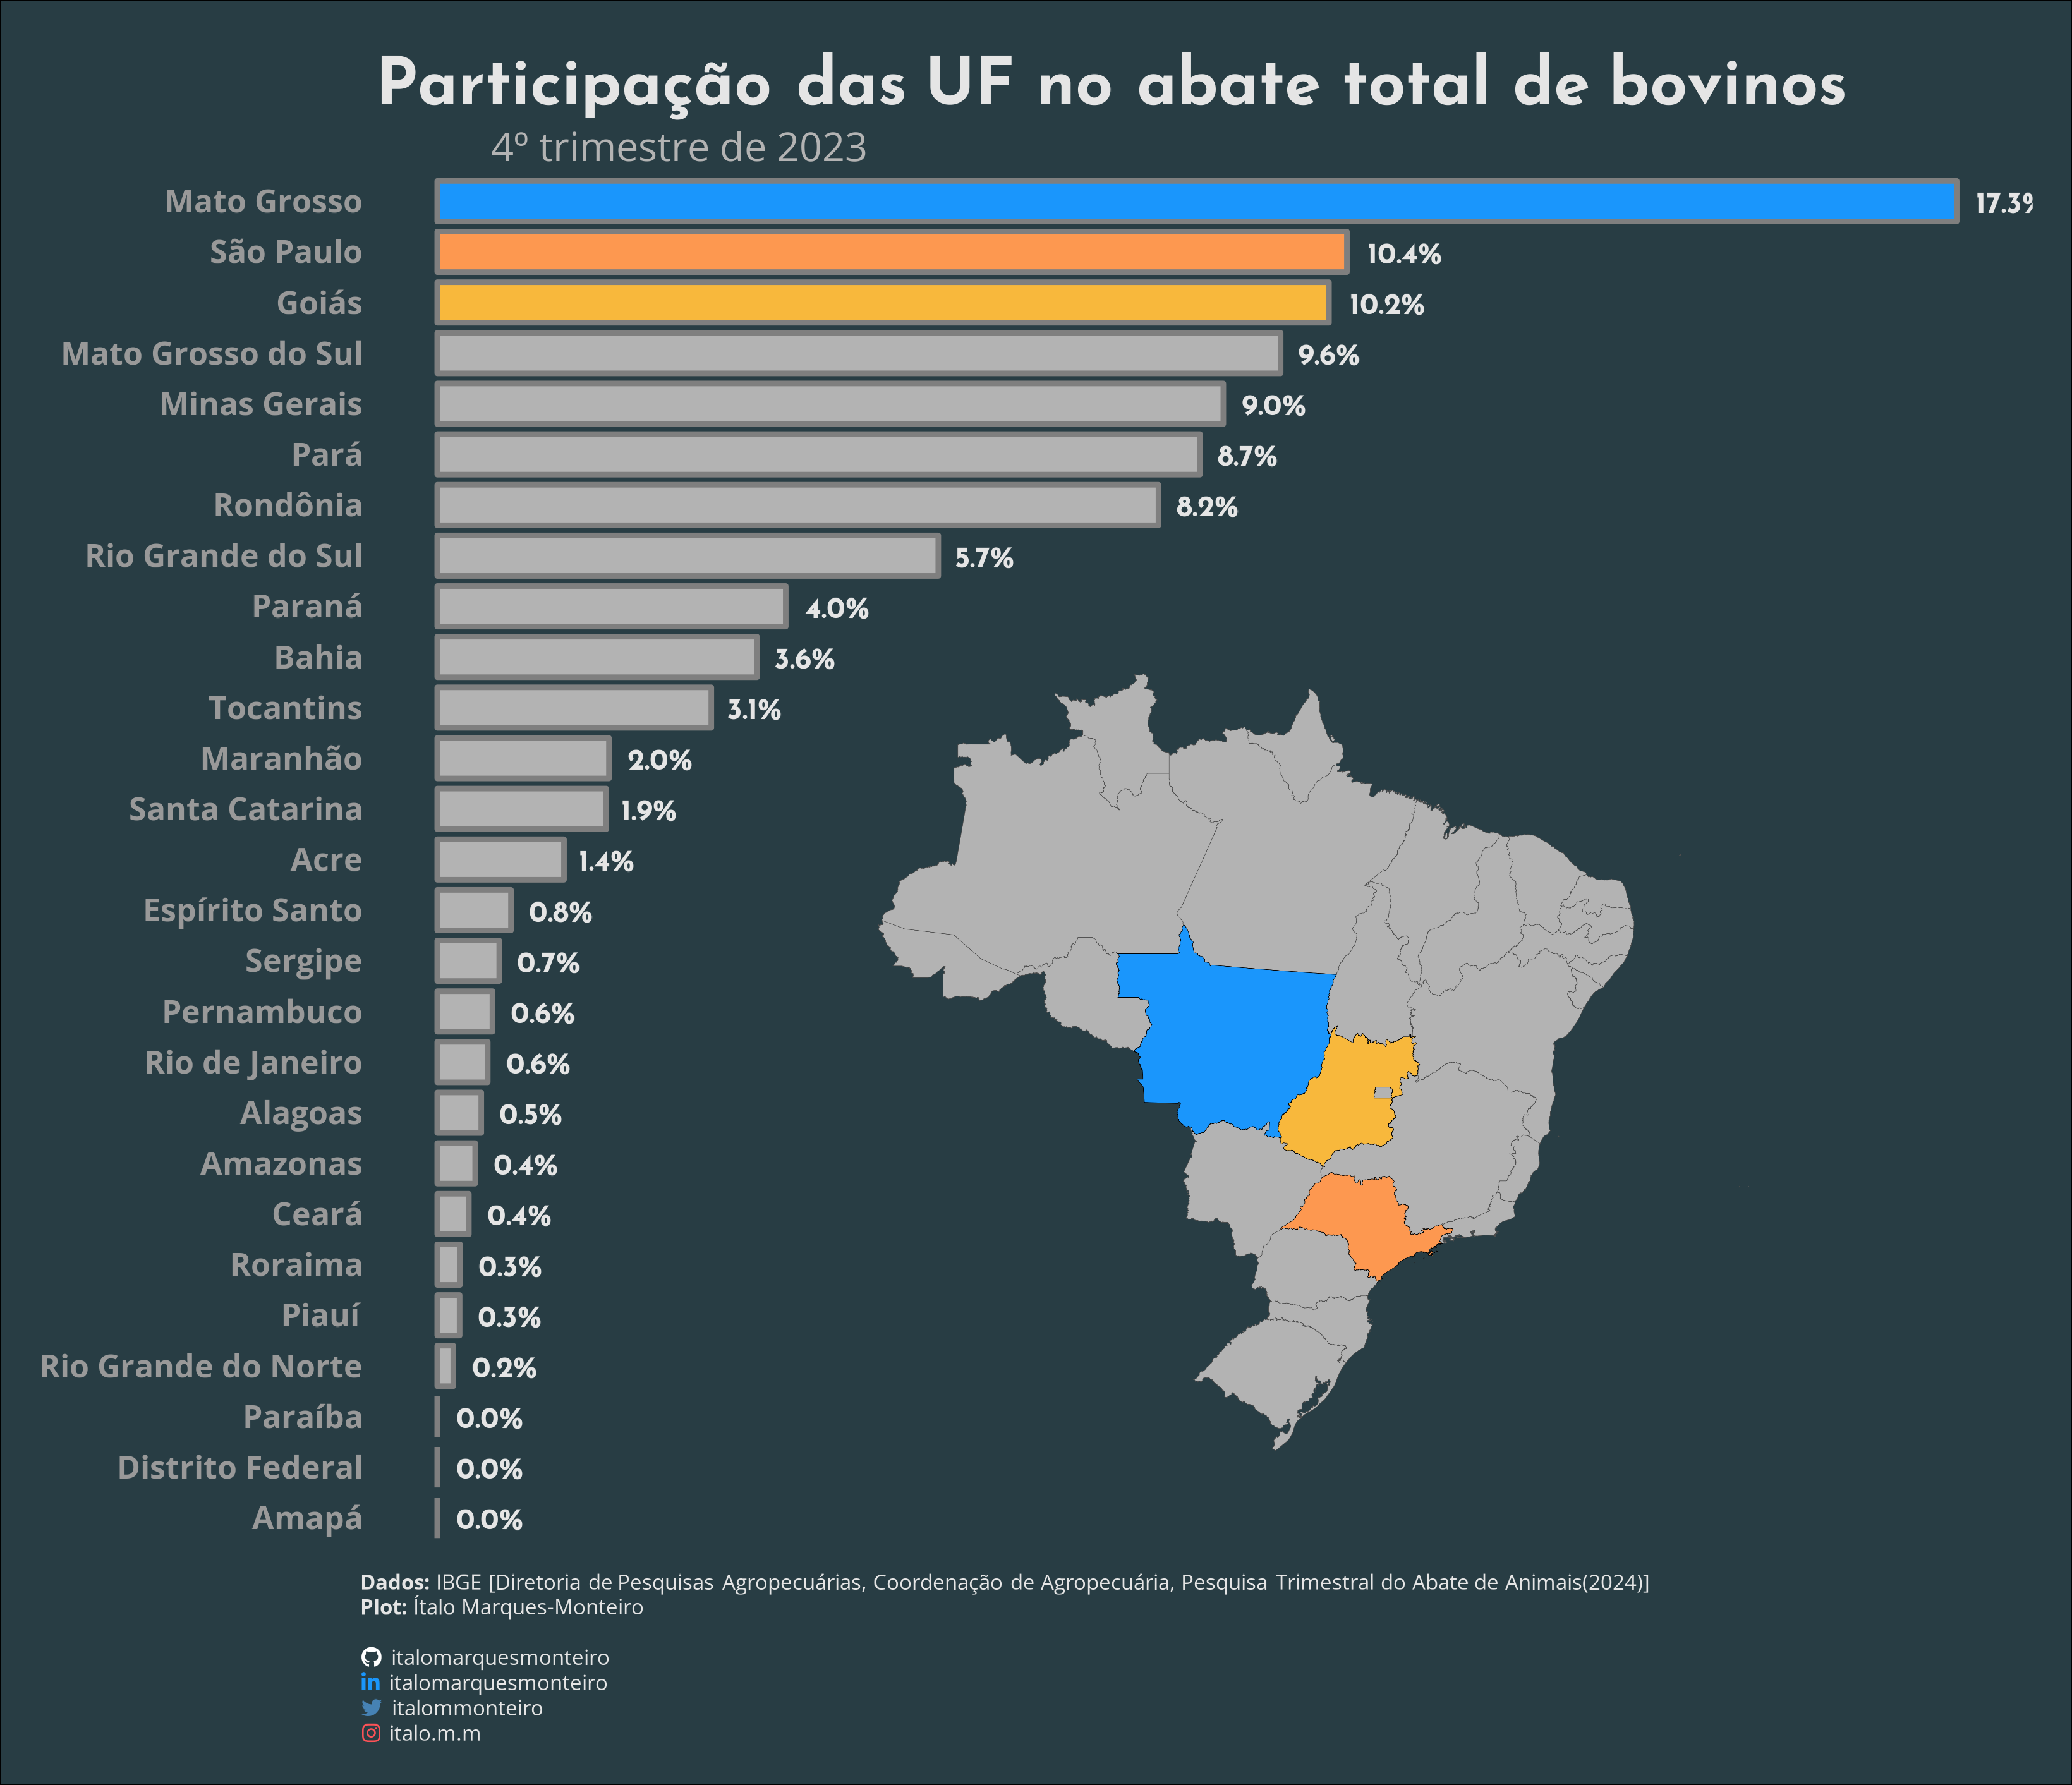 Participação das UF no abate total de bovinos
4º trimestre de 2023
Mato Grosso 17.3%
São Paulo 10.4%
Goiás 10.2%
Mato Grosso do Sul 9.6%
Minas Gerais 9.0%
Pará 8.7%
Rondônia 8.2%
Rio Grande do Sul 5.7%
Paraná 4.0%
Bahia 3.6%
Tocantins 3.1%
Maranhão 2.0%
Santa Catarina 1.9%
Acre 1.4%
Espírito Santo 0.8%
Sergipe 0.7%
Pernambuco 0.6%
Rio de Janeiro 0.6%
Alagoas 0.5%
Amazonas 0.4%
Ceará 0.4%
Roraima 0.3%
Piauí 0.3%
Rio Grande do Norte 0.2%
Paraíba 0.0%
Distrito Federal 0.0%
Amapá 0.0%
Dados: IBGE [Diretoria de Pesquisas Agropecuárias, Coordenação de Agropecuária, Pesquisa Trimestral do Abate de Animais(2024)]
Plot: Ítalo Marques-Monteiro
italomarquesmonteiro
italomarquesmonteiro
italommonteiro
italo.m.m